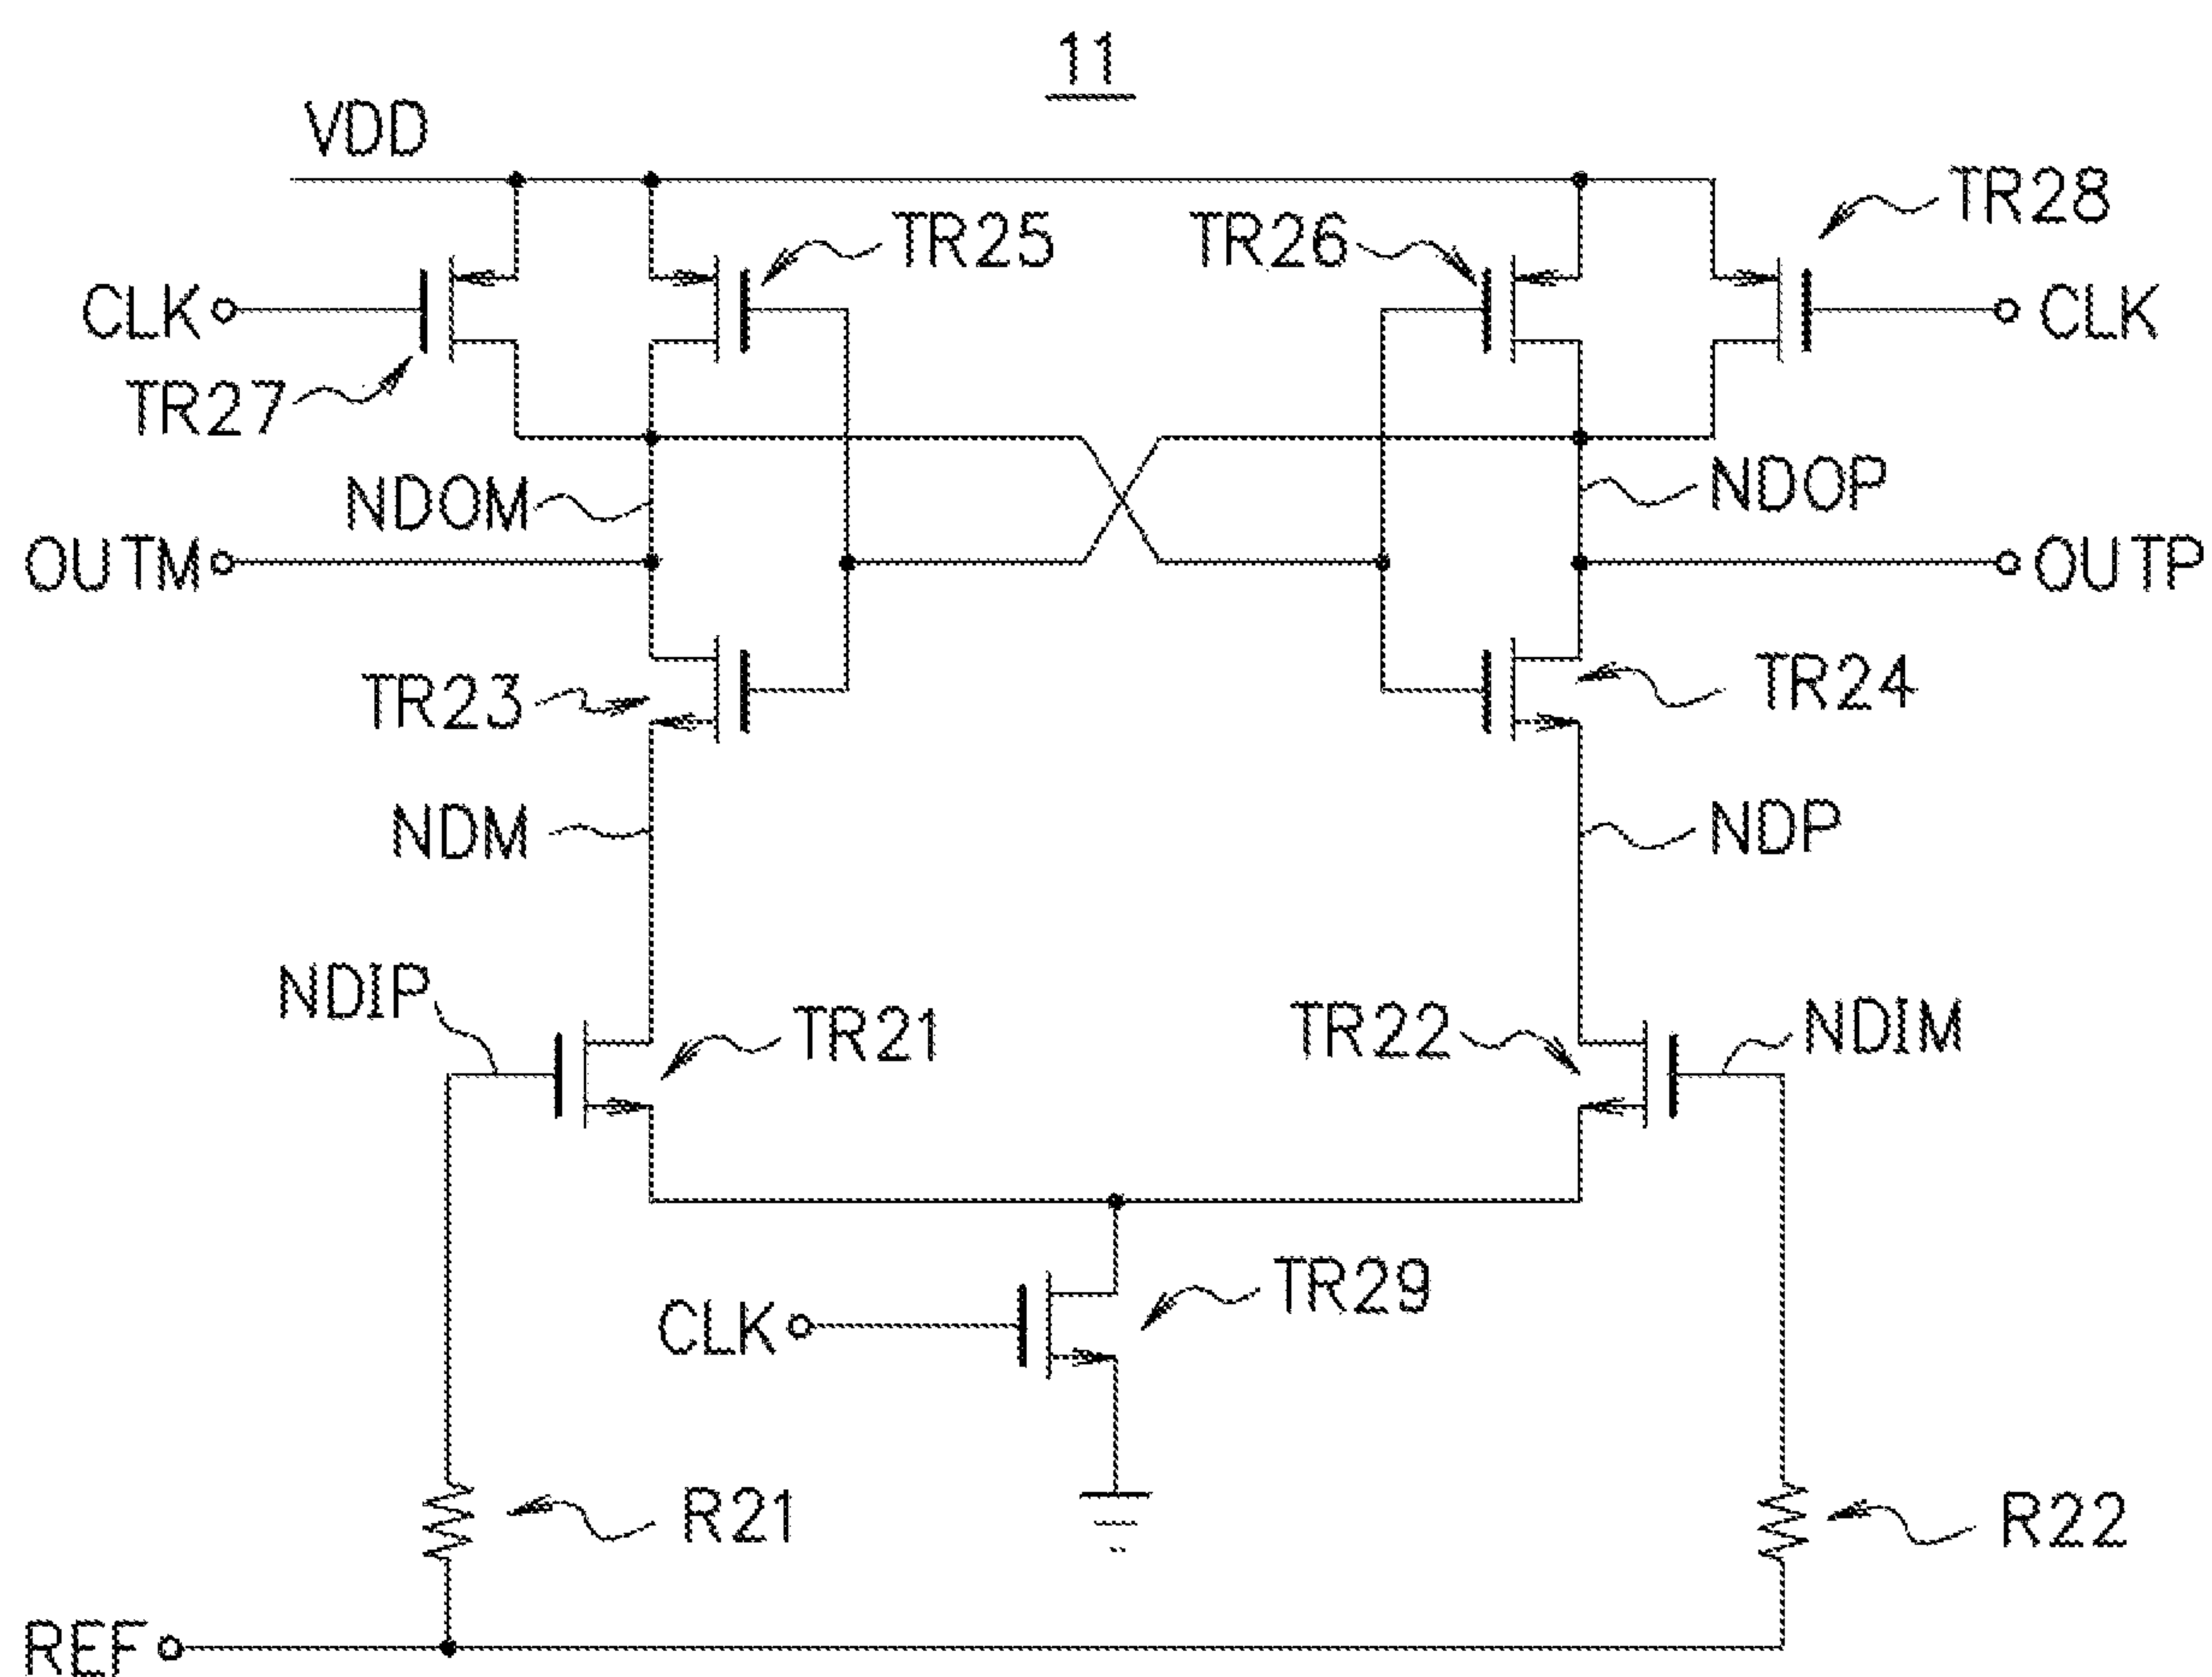 11
VDD
TR28
TR25
TR26
CLK
CLK
TR27
NDOM
NDOP
OUTM
OUTP
TR23
TR24
NDM
NDP
NDIP
TR21
TR22
NDIM
CLK
TR29
R21
R22
REF